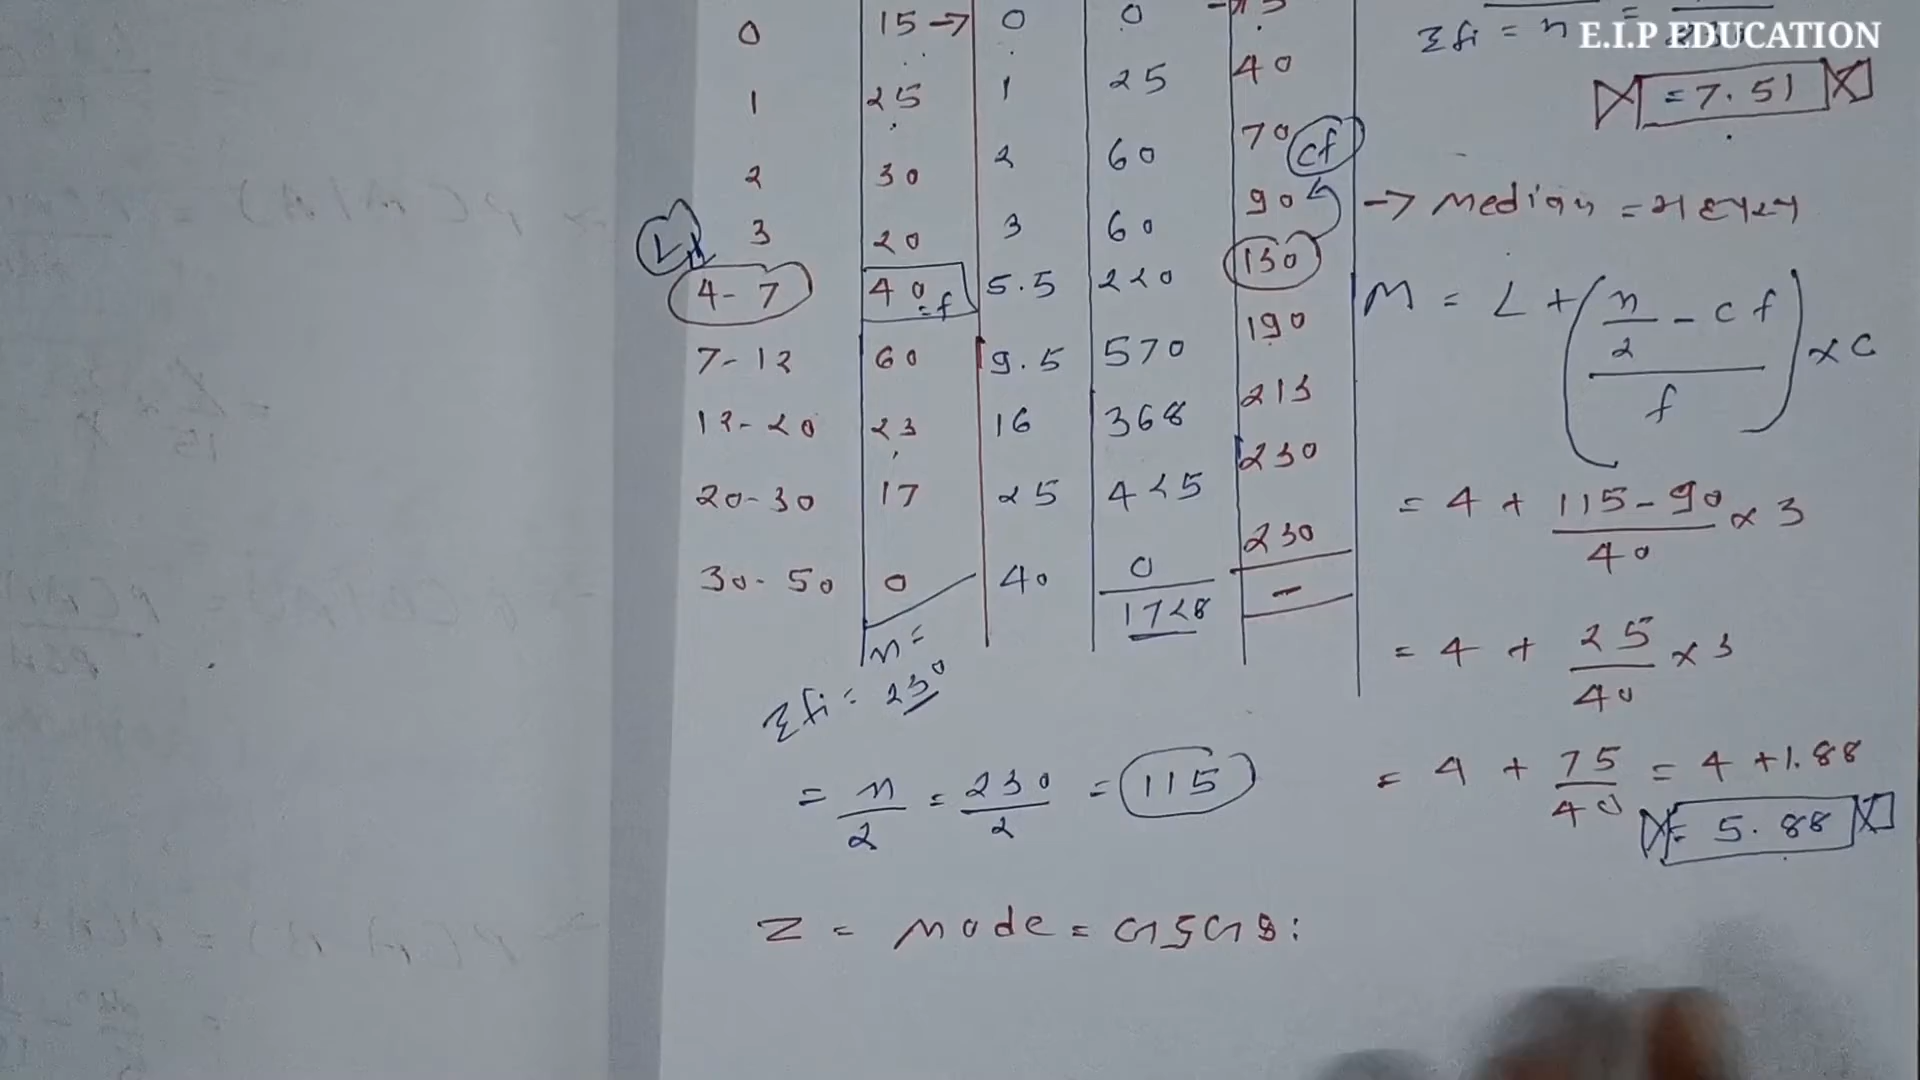 E.I.P EDUCATION
0 15 → 0 0
1 25 1 25 40
2 30 2 60 70 cf
3 20 3 60 90
L
4-7 40 = f 5.5 220 130
7-12 60 9.5 570 190
12-20 23 16 368 213
20-30 17 25 425 230
30-50 0 40 0 230
1728 -
n =
Σfi = 230
= n/2 = 230/2 = 115
Σfi = n =
= 7.51
→ Median = મધ્યસ્થ
M = L + (n/2 - cf / f) × c
= 4 + 115-90/40 × 3
= 4 + 25/40 × 3
= 4 + 75/40 = 4 + 1.88
= 5.88
Z = mode =